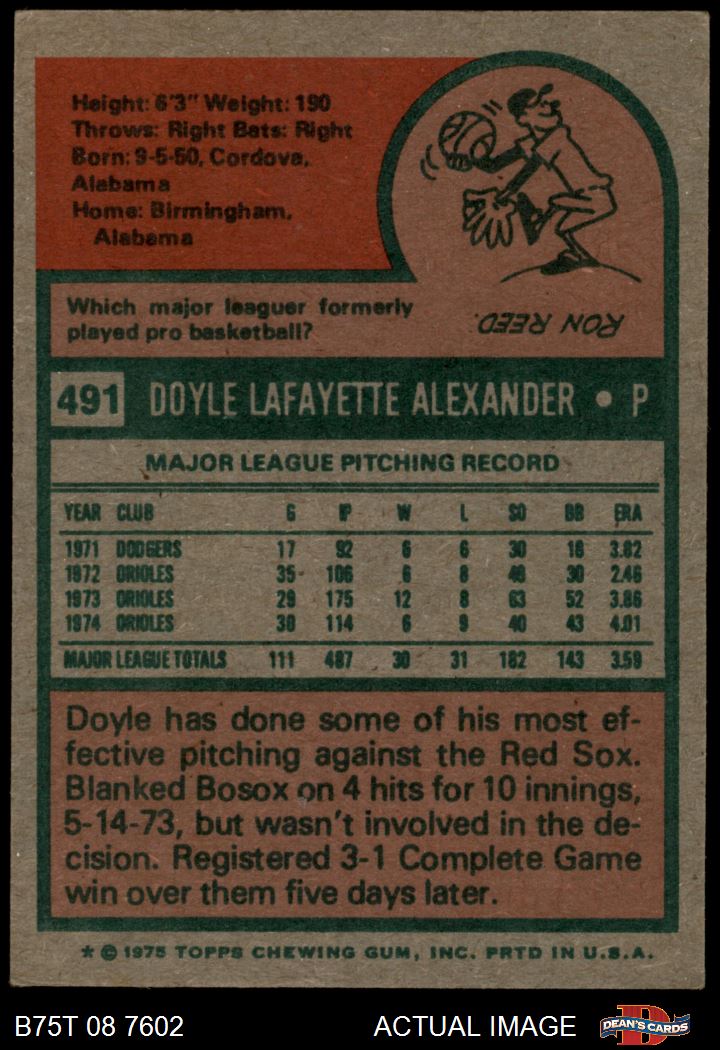 Height: 6'3" Weight: 190
Throws: Right Bats: Right
Born: 9-5-50, Cordova,
Alabama
Home: Birmingham,
Alabama
Which major leaguer formerly
played pro basketball?
RON REED.
491 DOYLE LAFAYETTE ALEXANDER • P
MAJOR LEAGUE PITCHING RECORD
YEAR CLUB G IP W L SO BB ERA
1971 DODGERS 17 92 6 6 30 18 3.82
1972 ORIOLES 35 106 6 8 49 30 2.46
1973 ORIOLES 29 175 12 8 63 52 3.86
1974 ORIOLES 30 114 6 9 40 43 4.01
MAJOR LEAGUE TOTALS 111 487 30 31 182 143 3.59
Doyle has done some of his most ef-
fective pitching against the Red Sox.
Blanked Bosox on 4 hits for 10 innings,
5-14-73, but wasn't involved in the de-
cision. Registered 3-1 Complete Game
win over them five days later.
* © 1975 TOPPS CHEWING GUM, INC. PRTD IN U.S.A.
B75T 08 7602 ACTUAL IMAGE DEAN'S CARDS